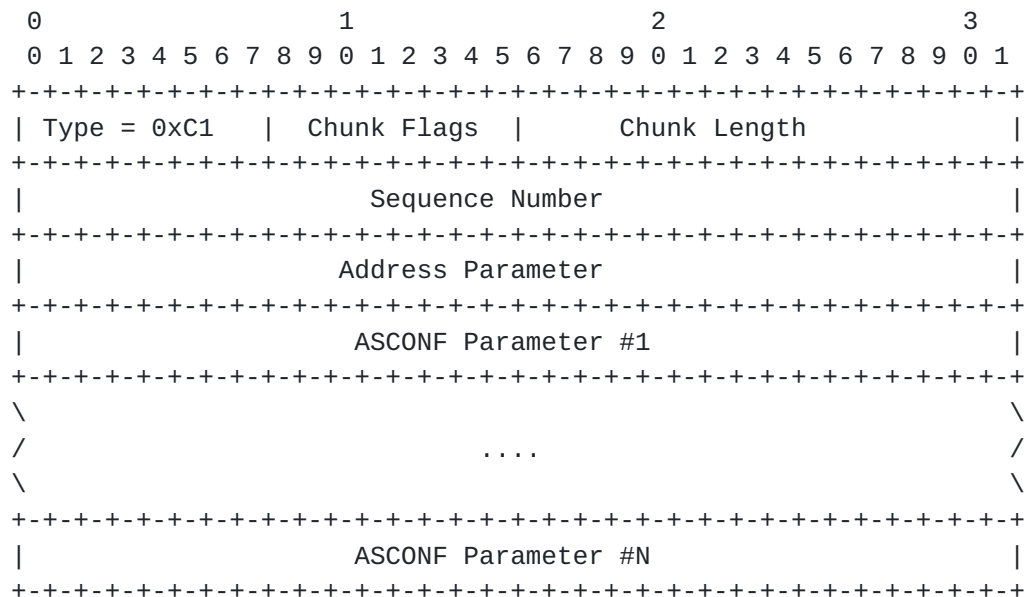 0                   1                   2                   3
 0 1 2 3 4 5 6 7 8 9 0 1 2 3 4 5 6 7 8 9 0 1 2 3 4 5 6 7 8 9 0 1
+-+-+-+-+-+-+-+-+-+-+-+-+-+-+-+-+-+-+-+-+-+-+-+-+-+-+-+-+-+-+-+-+
| Type = 0xC1   |  Chunk Flags  |      Chunk Length             |
+-+-+-+-+-+-+-+-+-+-+-+-+-+-+-+-+-+-+-+-+-+-+-+-+-+-+-+-+-+-+-+-+
|                      Sequence Number                          |
+-+-+-+-+-+-+-+-+-+-+-+-+-+-+-+-+-+-+-+-+-+-+-+-+-+-+-+-+-+-+-+-+
|                    Address Parameter                          |
+-+-+-+-+-+-+-+-+-+-+-+-+-+-+-+-+-+-+-+-+-+-+-+-+-+-+-+-+-+-+-+-+
|                     ASCONF Parameter #1                       |
+-+-+-+-+-+-+-+-+-+-+-+-+-+-+-+-+-+-+-+-+-+-+-+-+-+-+-+-+-+-+-+-+
\                                                               \
/                             ....                              /
\                                                               \
+-+-+-+-+-+-+-+-+-+-+-+-+-+-+-+-+-+-+-+-+-+-+-+-+-+-+-+-+-+-+-+-+
|                     ASCONF Parameter #N                       |
+-+-+-+-+-+-+-+-+-+-+-+-+-+-+-+-+-+-+-+-+-+-+-+-+-+-+-+-+-+-+-+-+